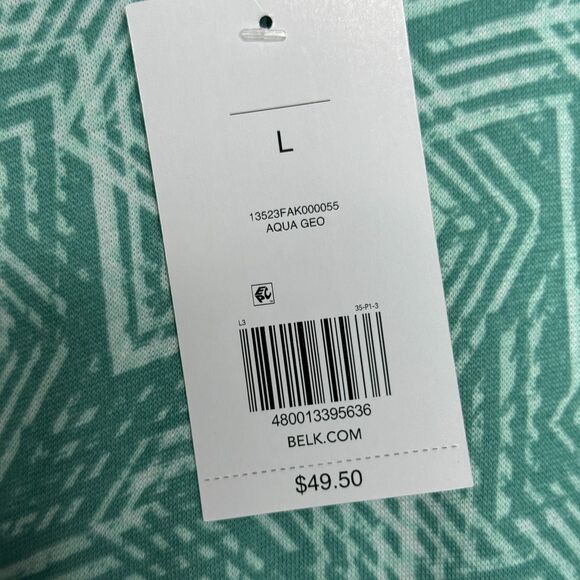 L
13523FAK000055
AQUA GEO
L3 35-P1-3
480013395636
BELK.COM
$49.50